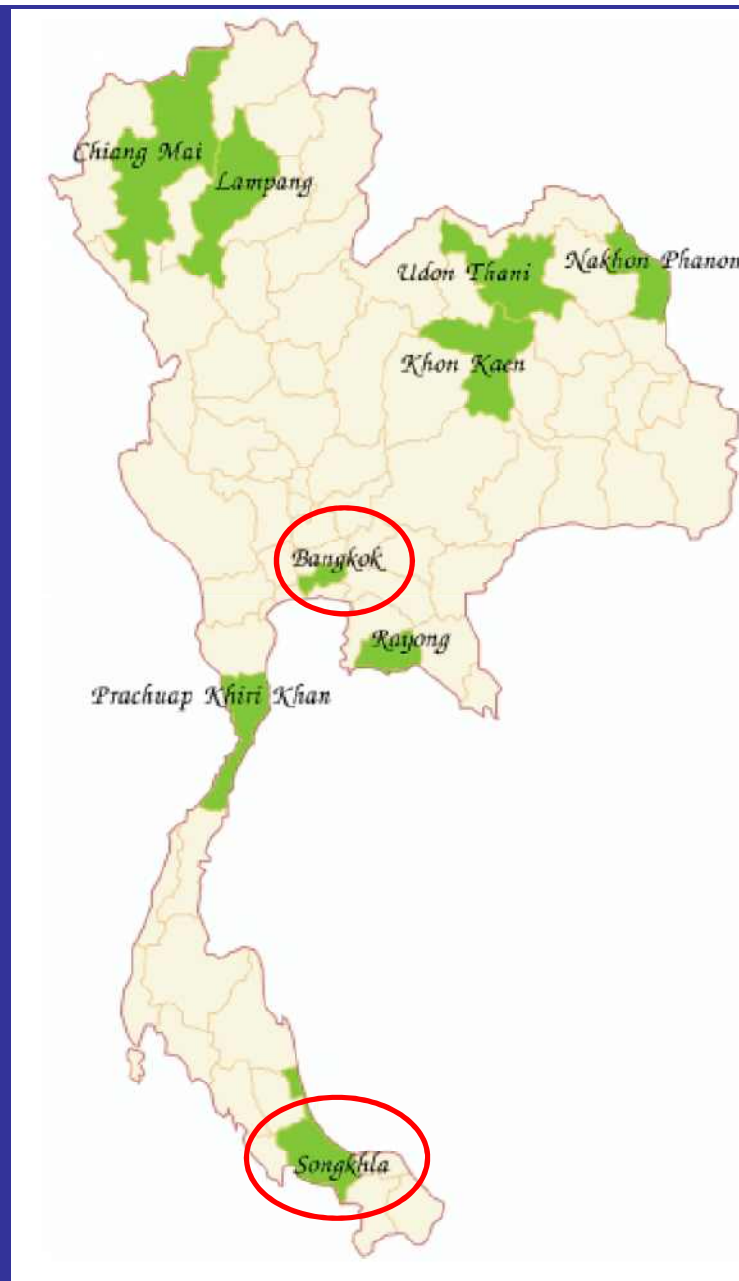 Chiang Mai
Lampang
Udon Thani
Nakhon Phanom
Khon Kaen
Bangkok
Rayong
Prachuap Khiri Khan
Songkhla